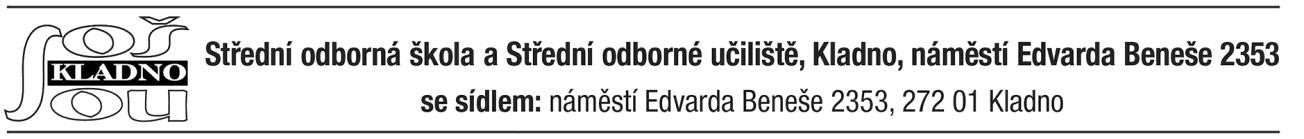 SOŠ
KLADNO
SOU
Střední odborná škola a Střední odborné učiliště, Kladno, náměstí Edvarda Beneše 2353
se sídlem: náměstí Edvarda Beneše 2353, 272 01 Kladno